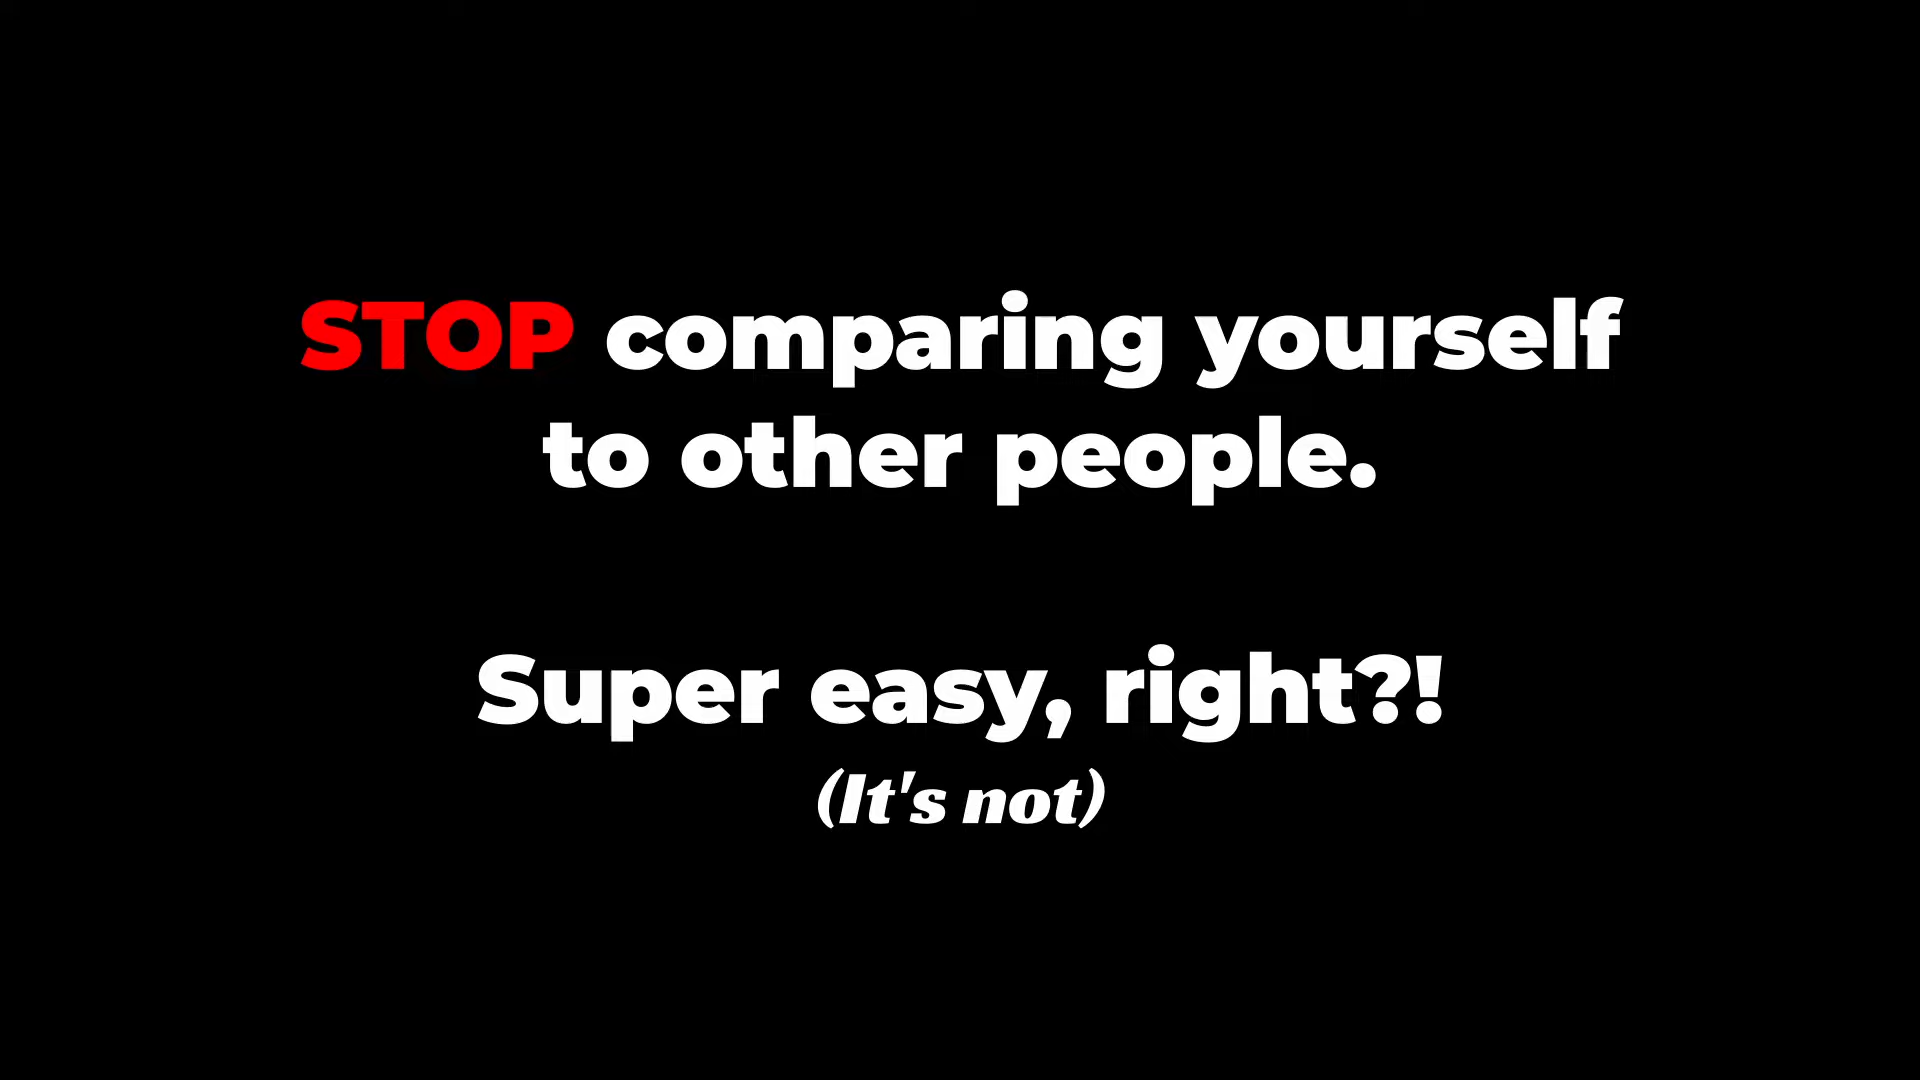 STOP comparing yourself
to other people.
Super easy, right?!
(It's not)